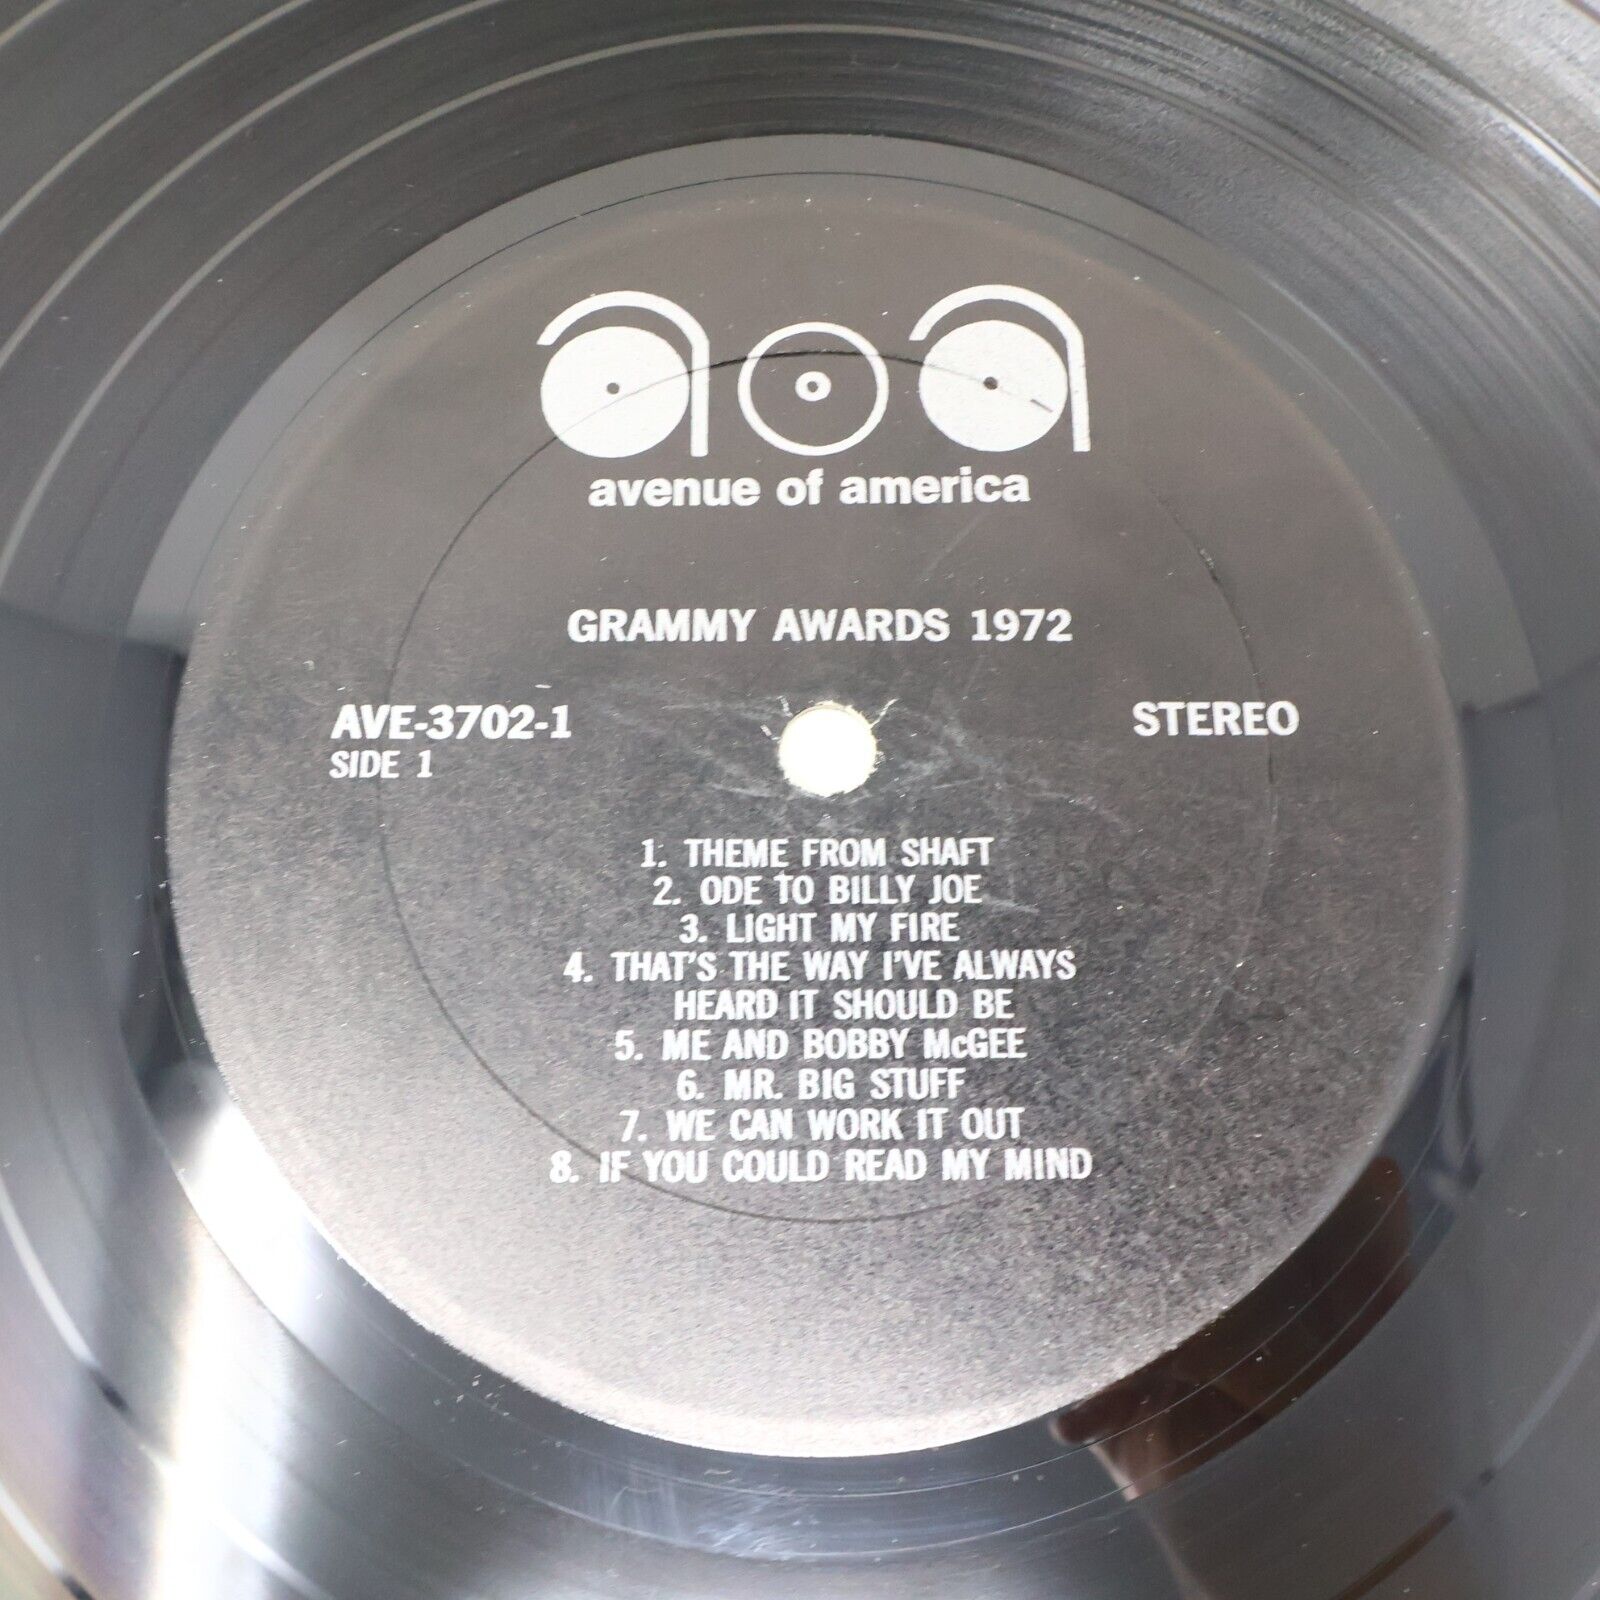 aoa
avenue of america
GRAMMY AWARDS 1972
AVE-3702-1
STEREO
SIDE 1
1. THEME FROM SHAFT
2. ODE TO BILLY JOE
3. LIGHT MY FIRE
4. THAT'S THE WAY I'VE ALWAYS
HEARD IT SHOULD BE
5. ME AND BOBBY McGEE
6. MR. BIG STUFF
7. WE CAN WORK IT OUT
8. IF YOU COULD READ MY MIND